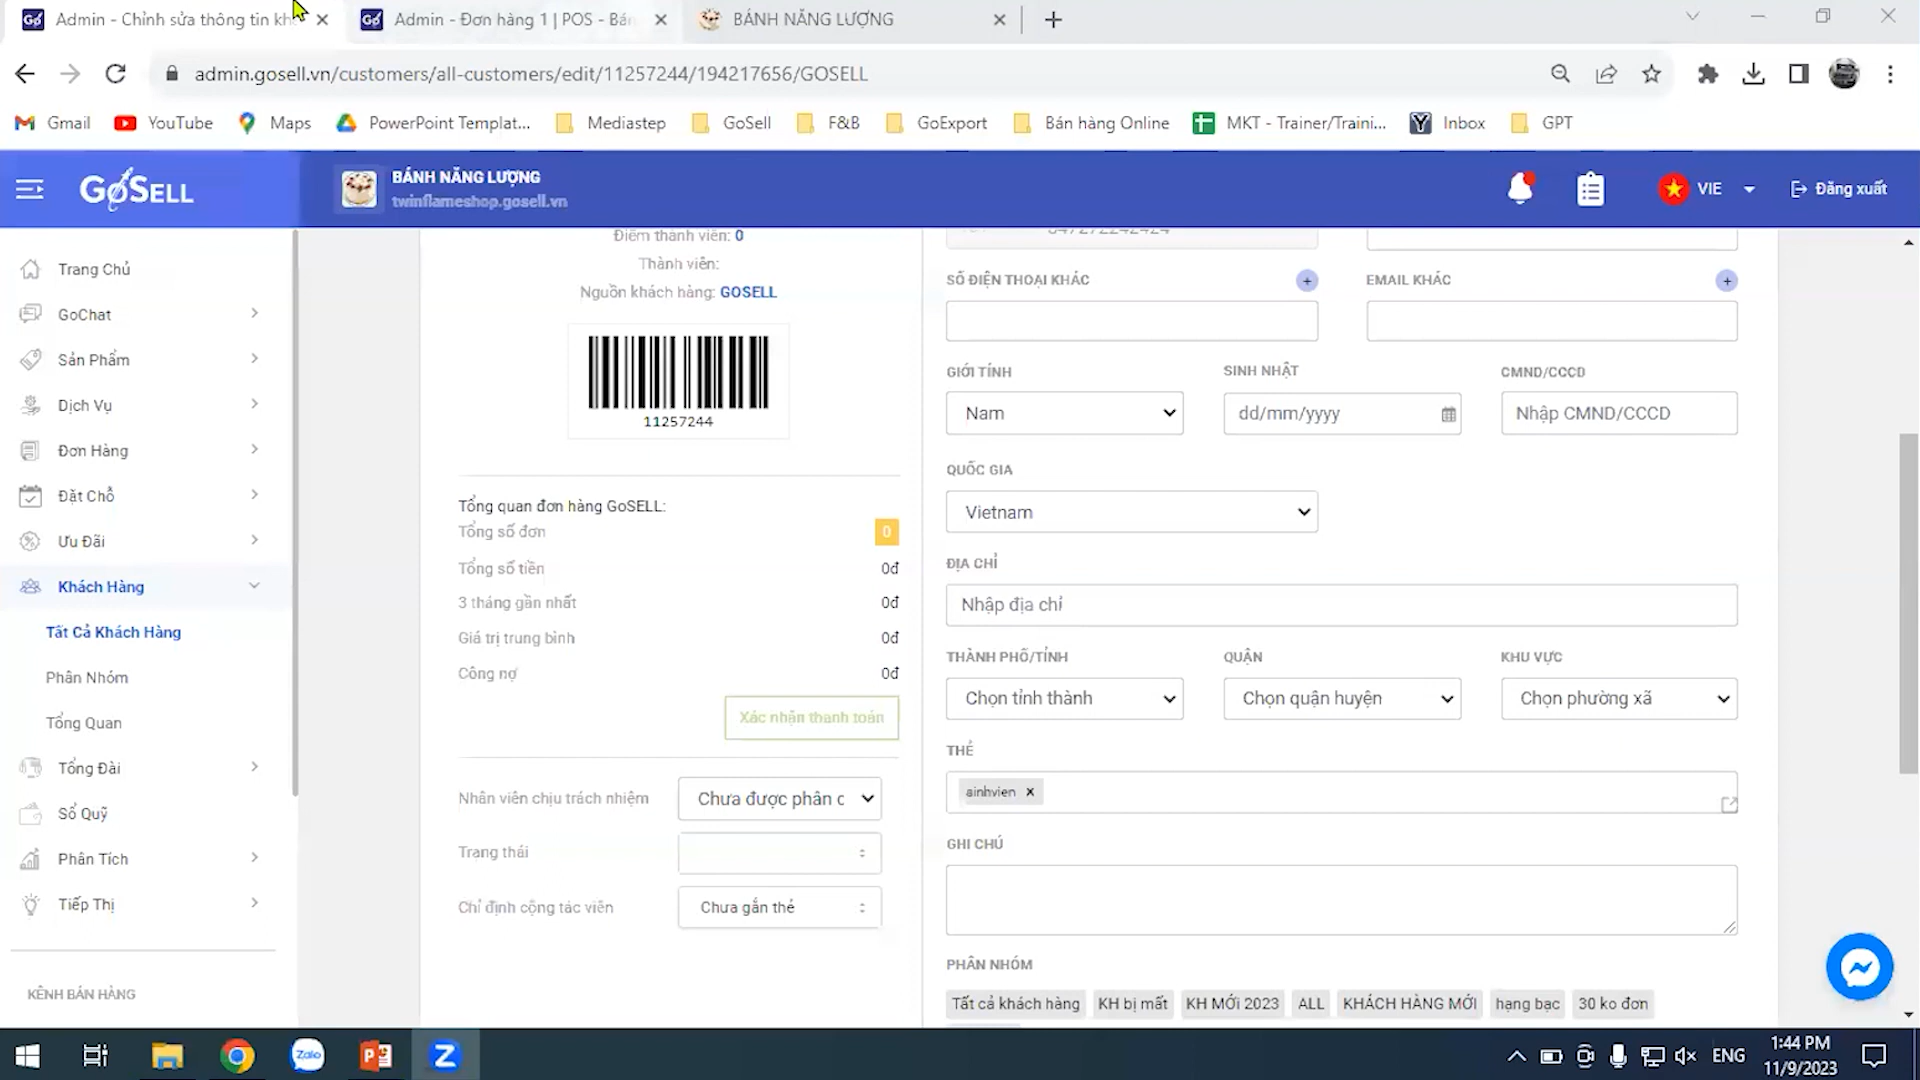 Admin - Chỉnh sửa thông tin kh
Admin - Đơn hàng 1 | POS - Bán
BÁNH NĂNG LƯỢNG
admin.gosell.vn/customers/all-customers/edit/11257244/194217656/GOSELL
Gmail
YouTube
Maps
PowerPoint Templat...
Mediastep
GoSell
F&B
GoExport
Bán hàng Online
MKT - Trainer/Traini...
Inbox
GPT
GoSELL
BÁNH NĂNG LƯỢNG
twinflameshop.gosell.vn
VIE
Đăng xuất
Trang Chủ
GoChat
Sản Phẩm
Dịch Vụ
Đơn Hàng
Đặt Chỗ
Ưu Đãi
Khách Hàng
Tất Cả Khách Hàng
Phân Nhóm
Tổng Quan
Tổng Đài
Sổ Quỹ
Phân Tích
Tiếp Thị
KÊNH BÁN HÀNG
Điểm thành viên: 0
Thành viên:
Nguồn khách hàng: GOSELL
11257244
Tổng quan đơn hàng GoSELL:
Tổng số đơn 0
Tổng số tiền 0đ
3 tháng gần nhất 0đ
Giá trị trung bình 0đ
Công nợ 0đ
Xác nhận thanh toán
Nhân viên chịu trách nhiệm Chưa được phân c
Trạng thái
Chỉ định cộng tác viên Chưa gắn thẻ
SỐ ĐIỆN THOẠI KHÁC
EMAIL KHÁC
GIỚI TÍNH
SINH NHẬT
CMND/CCCD
Nam
dd/mm/yyyy
Nhập CMND/CCCD
QUỐC GIA
Vietnam
ĐỊA CHỈ
Nhập địa chỉ
THÀNH PHỐ/TỈNH
QUẬN
KHU VỰC
Chọn tỉnh thành
Chọn quận huyện
Chọn phường xã
THẺ
sinhvien x
GHI CHÚ
PHÂN NHÓM
Tất cả khách hàng
KH bị mất
KH MỚI 2023
ALL
KHÁCH HÀNG MỚI
hạng bạc
30 ko đơn
Zalo
ENG
1:44 PM
11/9/2023